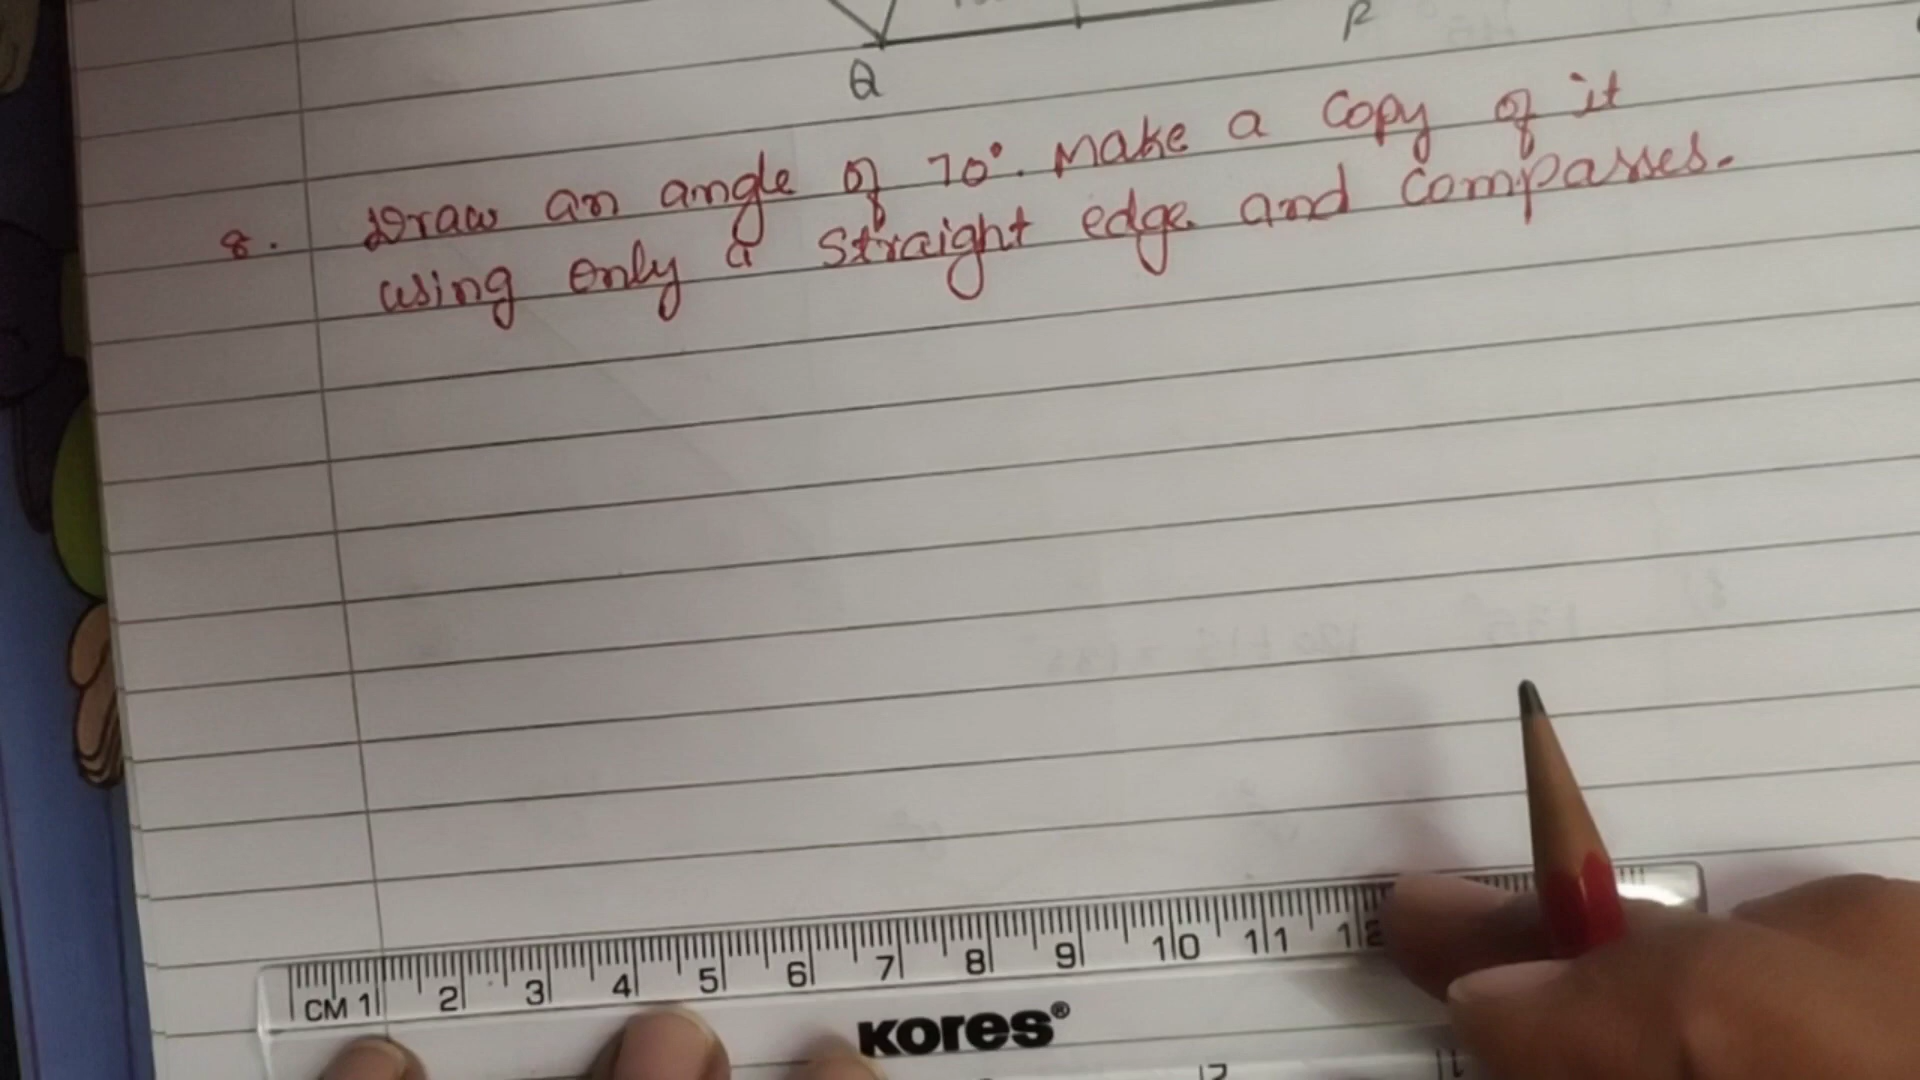 Q
P
8. Draw an angle of 70°. Make a copy of it
using only a straight edge and compasses.
CM 1 2 3 4 5 6 7 8 9 10 11 12
kores®